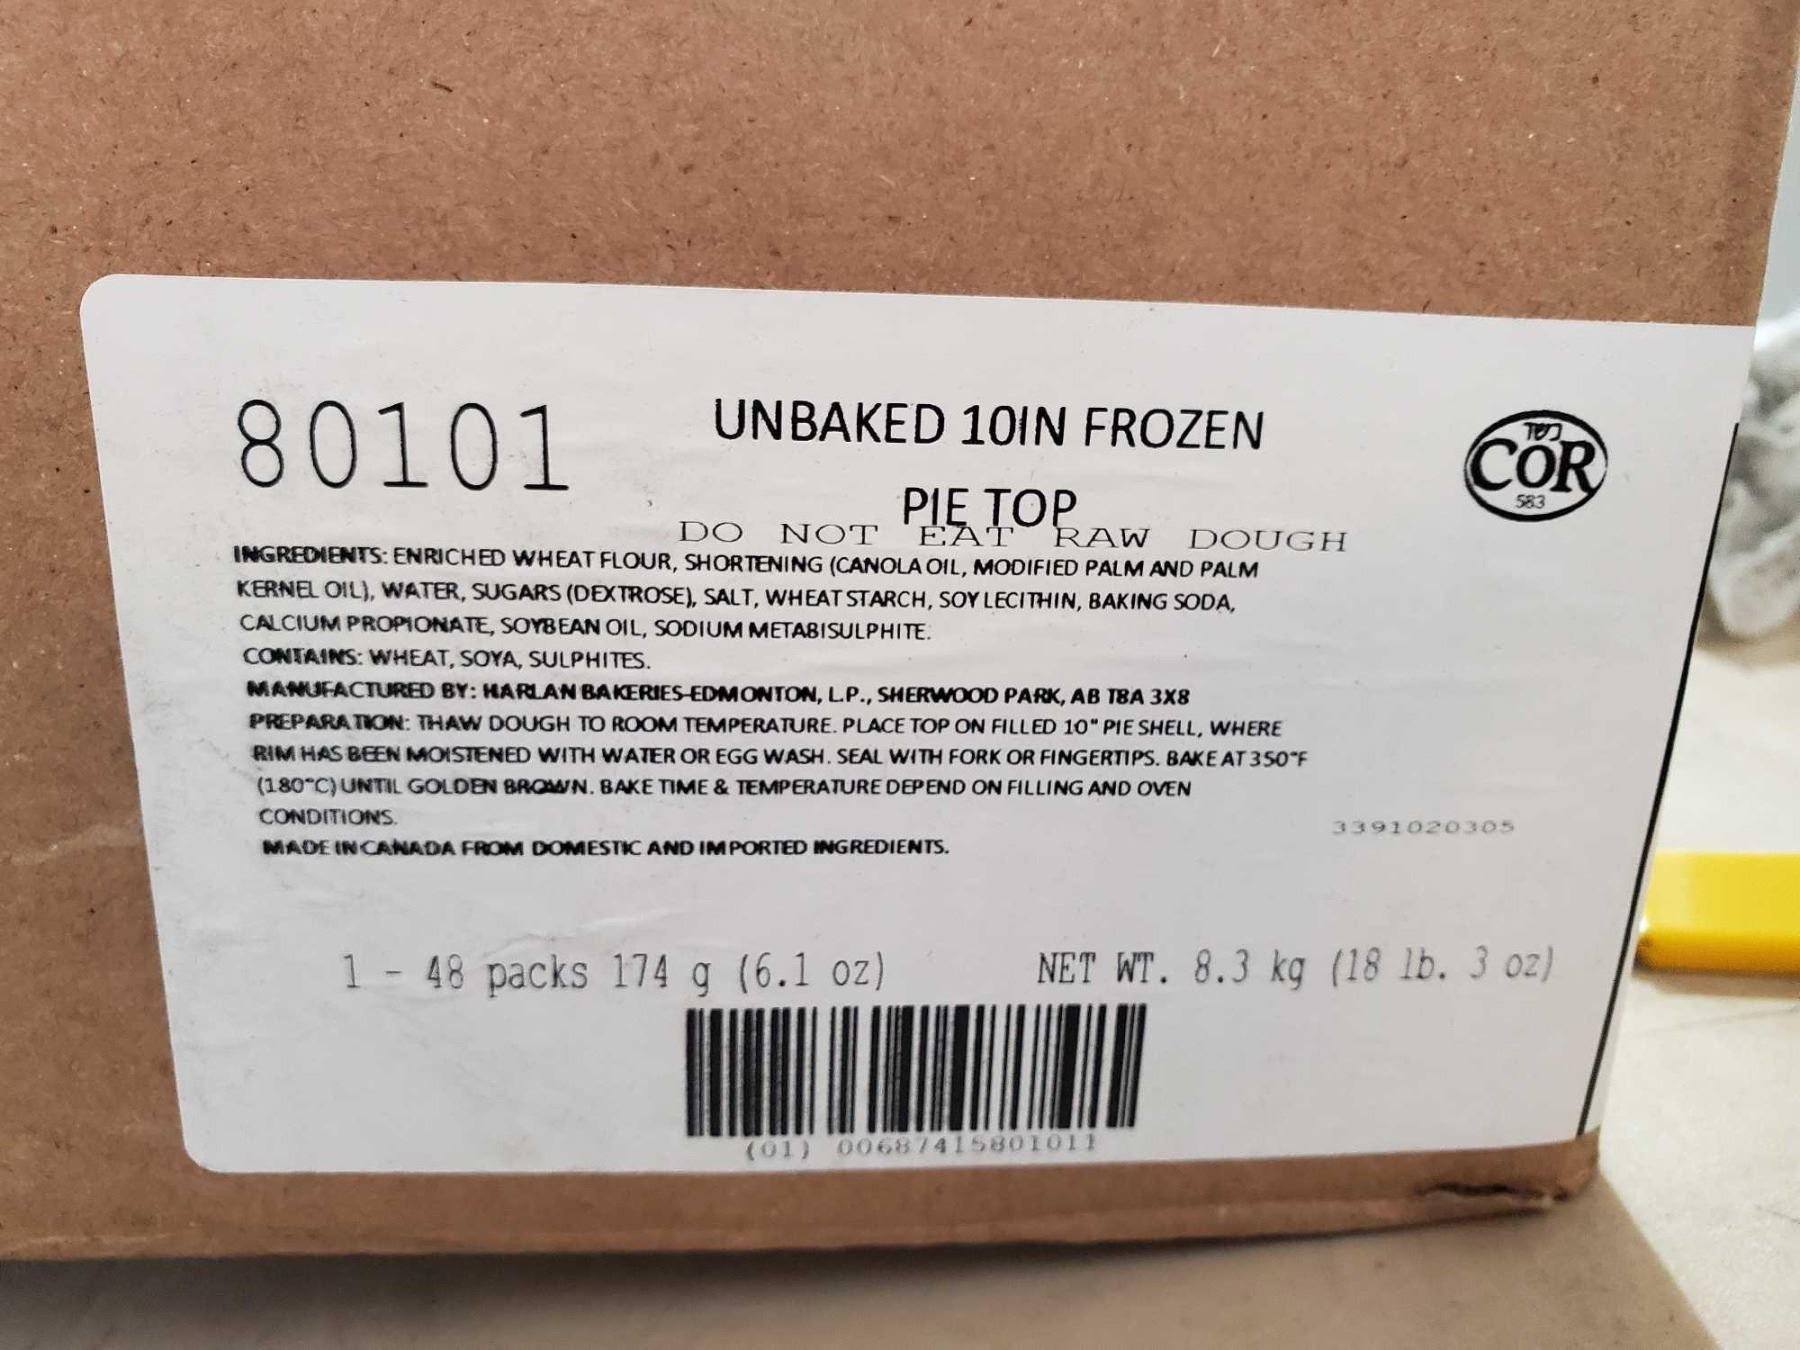 80101
UNBAKED 10IN FROZEN
PIE TOP
כשר
COR
583
DO NOT EAT RAW DOUGH
INGREDIENTS: ENRICHED WHEAT FLOUR, SHORTENING (CANOLA OIL, MODIFIED PALM AND PALM
KERNEL OIL), WATER, SUGARS (DEXTROSE), SALT, WHEAT STARCH, SOY LECITHIN, BAKING SODA,
CALCIUM PROPIONATE, SOYBEAN OIL, SODIUM METABISULPHITE.
CONTAINS: WHEAT, SOYA, SULPHITES.
MANUFACTURED BY: HARLAN BAKERIES-EDMONTON, L.P., SHERWOOD PARK, AB T8A 3X8
PREPARATION: THAW DOUGH TO ROOM TEMPERATURE. PLACE TOP ON FILLED 10" PIE SHELL, WHERE
RIM HAS BEEN MOISTENED WITH WATER OR EGG WASH. SEAL WITH FORK OR FINGERTIPS. BAKE AT 350°F
(180°C) UNTIL GOLDEN BROWN. BAKE TIME & TEMPERATURE DEPEND ON FILLING AND OVEN
CONDITIONS.
3391020305
MADE IN CANADA FROM DOMESTIC AND IMPORTED INGREDIENTS.
1 - 48 packs 174 g (6.1 oz) NET WT. 8.3 kg (18 lb. 3 oz)
(01) 00687415801011